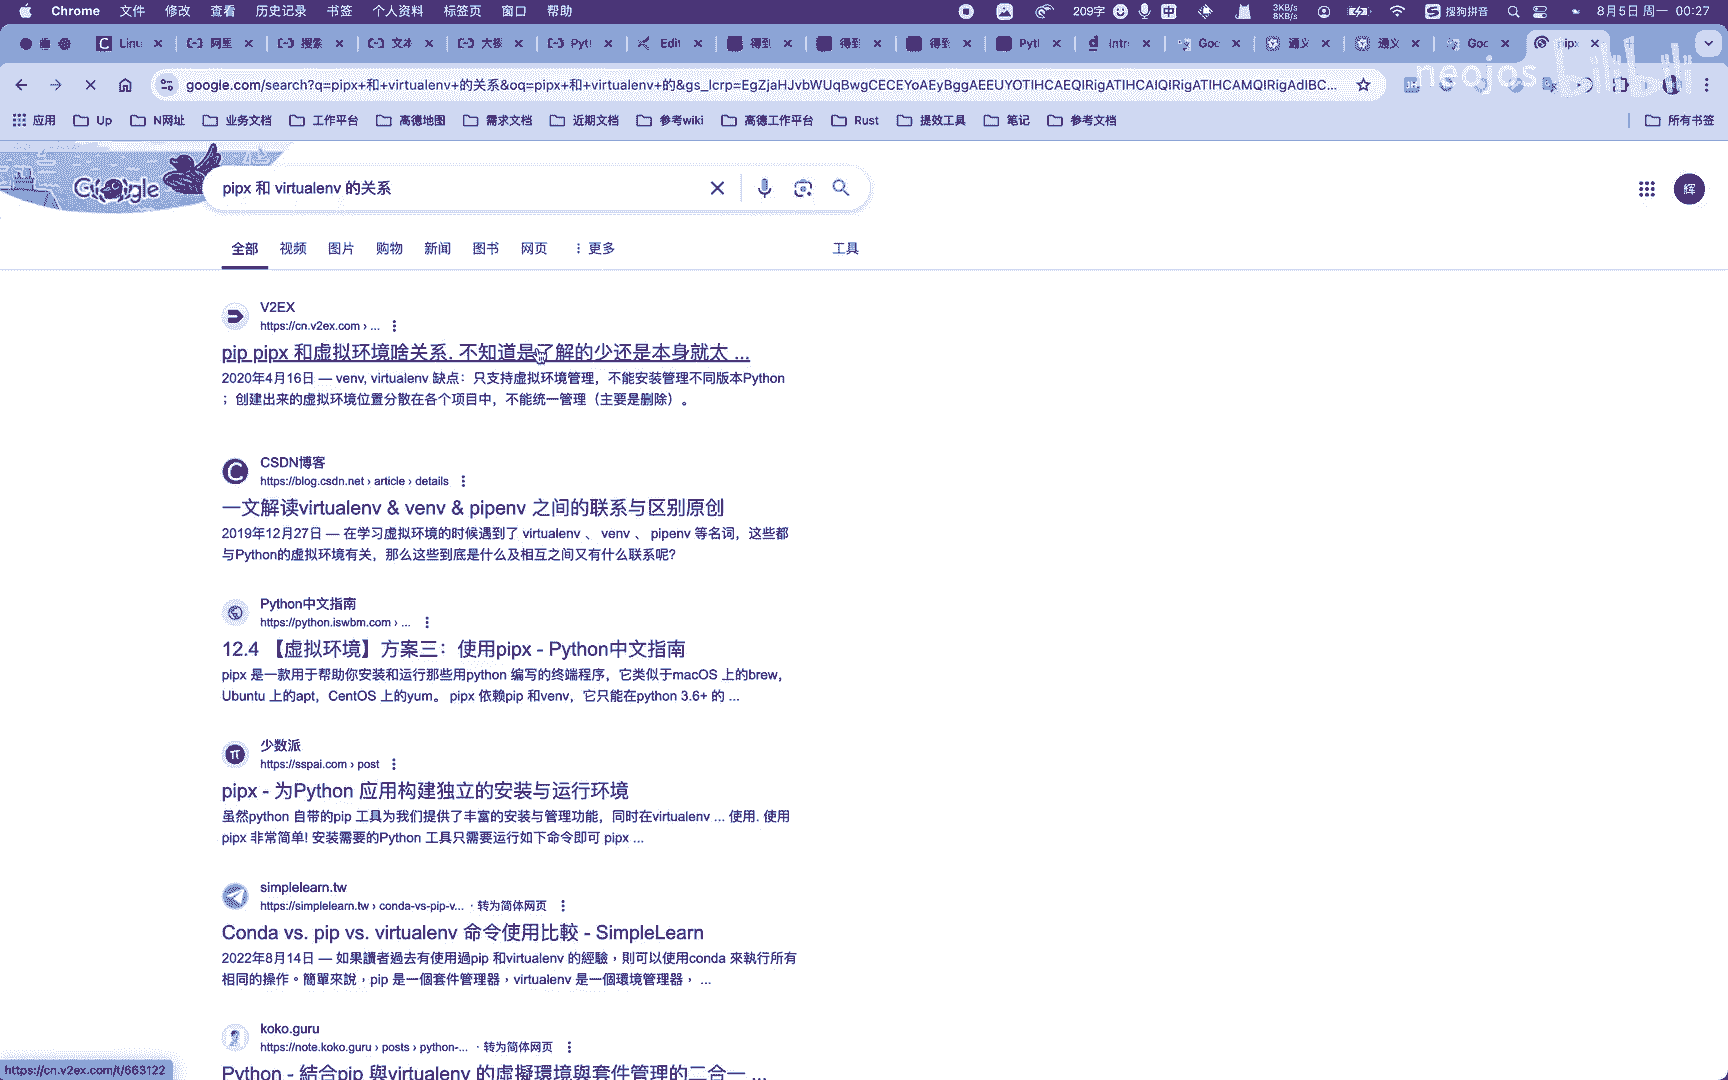 Chrome 文件 修改 查看 历史记录 书签 个人资料 标签页 窗口 帮助 209字 中 3KB/s 8KB/s 搜狗拼音 8月5日 周一 00:27
Linu 阿里 搜索 文本 大模 Pyt Edit 得到 得到 得到 Pytl Intr Goc 通义 通义 Goc pip
neojos bilibili
google.com/search?q=pipx+和+virtualenv+的关系&oq=pipx+和+virtualenv+的&gs_lcrp=EgZjaHJvbWUqBwgCECEYoAEyBggAEEUYOTIHCAEQIRigATIHCAIQIRigATIHCAMQIRigAdIBC...
应用 Up N网址 业务文档 工作平台 高德地图 需求文档 近期文档 参考wiki 高德工作平台 Rust 提效工具 笔记 参考文档 所有书签
Google
pipx 和 virtualenv 的关系
辉
全部 视频 图片 购物 新闻 图书 网页 更多 工具
V2EX
https://cn.v2ex.com › ...
pip pipx 和虚拟环境啥关系. 不知道是了解的少还是本身就太 ...
2020年4月16日 — venv, virtualenv 缺点：只支持虚拟环境管理，不能安装管理不同版本Python
；创建出来的虚拟环境位置分散在各个项目中，不能统一管理（主要是删除）。
CSDN博客
https://blog.csdn.net › article › details
一文解读virtualenv & venv & pipenv 之间的联系与区别原创
2019年12月27日 — 在学习虚拟环境的时候遇到了 virtualenv 、 venv 、 pipenv 等名词，这些都
与Python的虚拟环境有关，那么这些到底是什么及相互之间又有什么联系呢?
Python中文指南
https://python.iswbm.com › ...
12.4 【虚拟环境】方案三：使用pipx - Python中文指南
pipx 是一款用于帮助你安装和运行那些用python 编写的终端程序，它类似于macOS 上的brew，
Ubuntu 上的apt，CentOS 上的yum。 pipx 依赖pip 和venv，它只能在python 3.6+ 的 ...
少数派
https://sspai.com › post
pipx - 为Python 应用构建独立的安装与运行环境
虽然python 自带的pip 工具为我们提供了丰富的安装与管理功能，同时在virtualenv ... 使用. 使用
pipx 非常简单! 安装需要的Python 工具只需要运行如下命令即可 pipx ...
simplelearn.tw
https://simplelearn.tw › conda-vs-pip-v... · 转为简体网页
Conda vs. pip vs. virtualenv 命令使用比較 - SimpleLearn
2022年8月14日 — 如果讀者過去有使用過pip 和virtualenv 的經驗，則可以使用conda 來執行所有
相同的操作。簡單來說，pip 是一個套件管理器，virtualenv 是一個環境管理器， ...
koko.guru
https://note.koko.guru › posts › python-... · 转为简体网页
Python - 結合pip 與virtualenv 的虛擬環境與套件管理的二合一 ...
https://cn.v2ex.com/t/663122